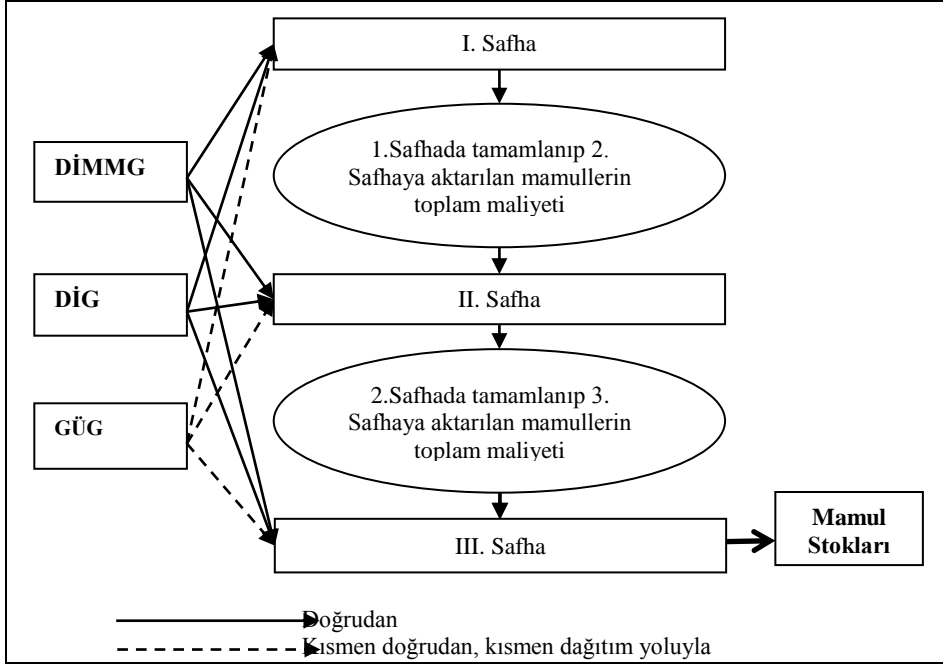 I. Safha
1.Safhada tamamlanıp 2.
Safhaya aktarılan mamullerin
toplam maliyeti
DİMMG
DİG
II. Safha
2.Safhada tamamlanıp 3.
Safhaya aktarılan mamullerin
toplam maliyeti
GÜG
III. Safha
Mamul
Stokları
Doğrudan
Kısmen doğrudan, kısmen dağıtım yoluyla